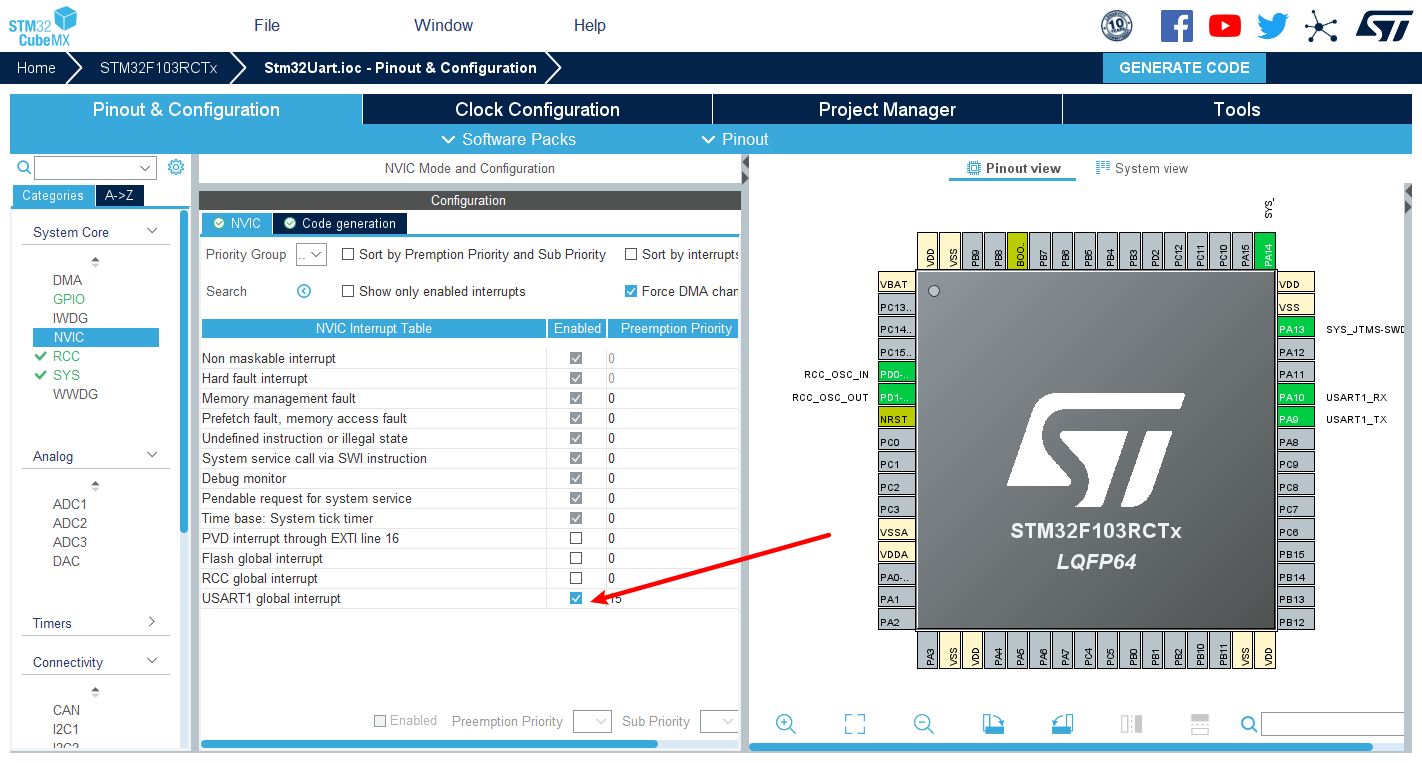 STM32
CubeMX
File
Window
Help
10
ST
Home
STM32F103RCTx
Stm32Uart.ioc - Pinout & Configuration
GENERATE CODE
Pinout & Configuration
Clock Configuration
Project Manager
Tools
Software Packs
Pinout
Categories
A->Z
System Core
DMA
GPIO
IWDG
NVIC
RCC
SYS
WWDG
Analog
ADC1
ADC2
ADC3
DAC
Timers
Connectivity
CAN
I2C1
I2C2
NVIC Mode and Configuration
Configuration
NVIC
Code generation
Priority Group
..
Sort by Premption Priority and Sub Priority
Sort by interrupts
Search
Show only enabled interrupts
Force DMA chan
NVIC Interrupt Table Enabled Preemption Priority
Non maskable interrupt 0
Hard fault interrupt 0
Memory management fault 0
Prefetch fault, memory access fault 0
Undefined instruction or illegal state 0
System service call via SWI instruction 0
Debug monitor 0
Pendable request for system service 0
Time base: System tick timer 0
PVD interrupt through EXTI line 16 0
Flash global interrupt 0
RCC global interrupt 0
USART1 global interrupt 15
Enabled
Preemption Priority
Sub Priority
Pinout view
System view
SYS_
VDD
VSS
PB9
PB8
BOO..
PB7
PB6
PB5
PB4
PB3
PD2
PC12
PC11
PC10
PA15
PA14
VBAT
PC13..
PC14..
PC15..
RCC_OSC_IN PD0-..
RCC_OSC_OUT PD1-..
NRST
PC0
PC1
PC2
PC3
VSSA
VDDA
PA0-..
PA1
PA2
STM32F103RCTx
LQFP64
VDD
VSS
PA13 SYS_JTMS-SWD
PA12
PA11
PA10 USART1_RX
PA9 USART1_TX
PA8
PC9
PC8
PC7
PC6
PB15
PB14
PB13
PB12
PA3
VSS
VDD
PA4
PA5
PA6
PA7
PC4
PC5
PB0
PB1
PB2
PB10
PB11
VSS
VDD